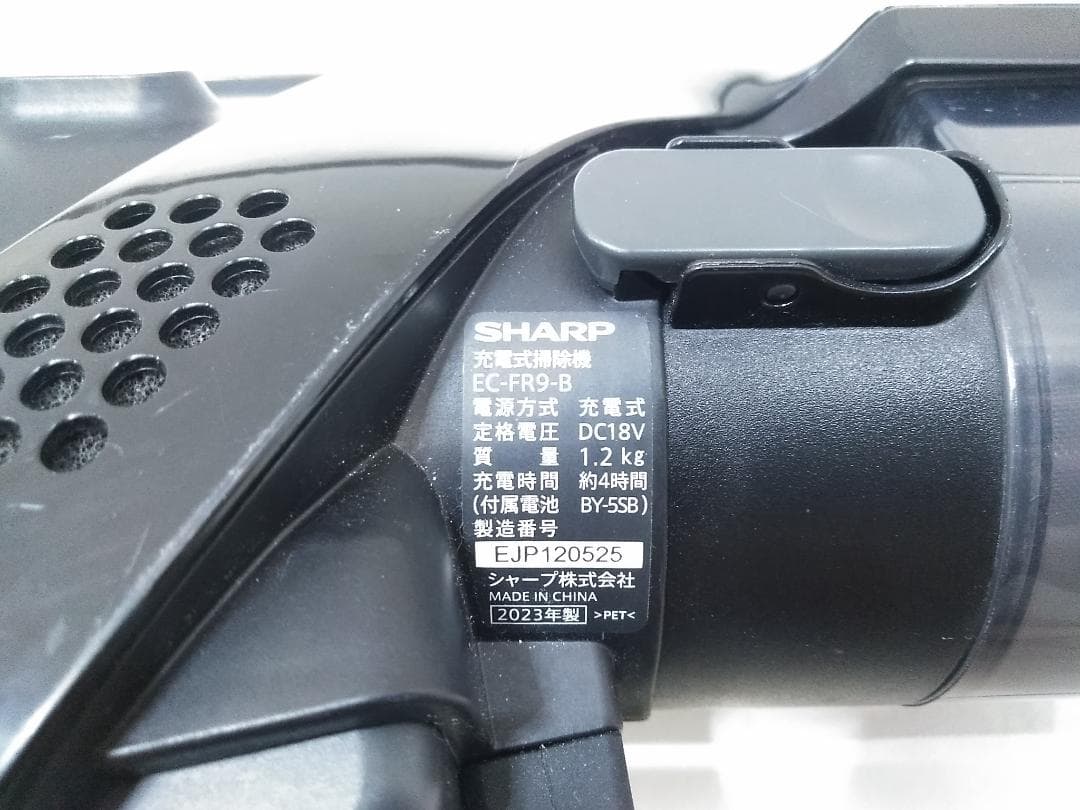 SHARP
充電式掃除機
EC-FR9-B
電源方式 充電式
定格電圧 DC18V
質量 1.2 kg
充電時間 約4時間
(付属電池 BY-5SB)
製造番号
EJP120525
シャープ株式会社
MADE IN CHINA
2023年製 >PET<